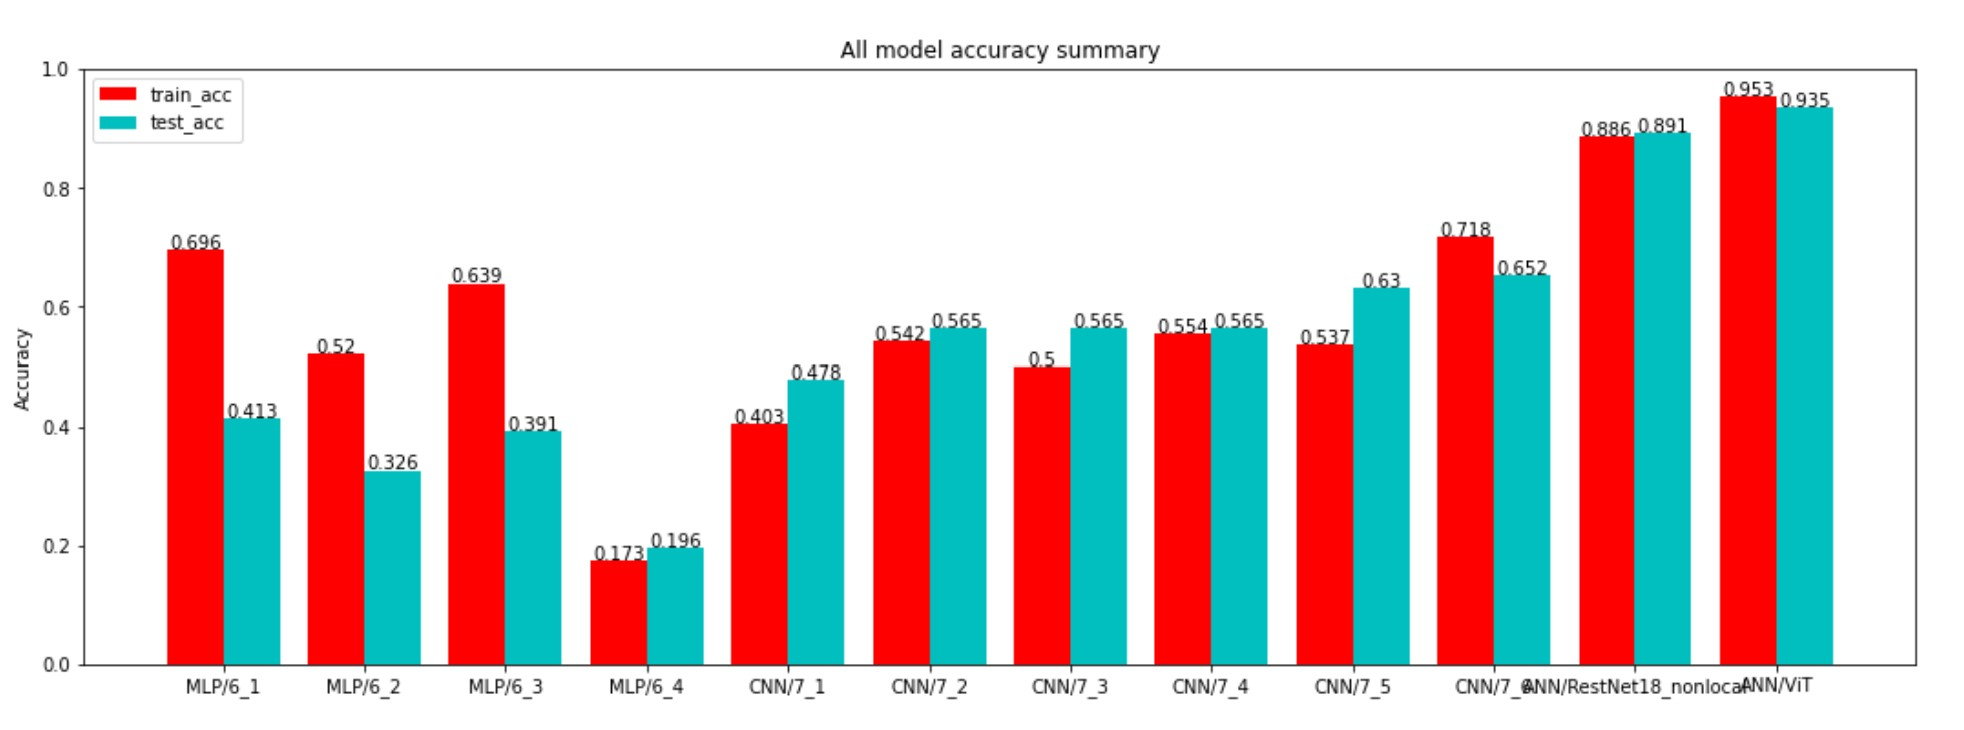 All model accuracy summary
1.0
train_acc
test_acc
0.8
0.6
0.4
0.2
0.0
Accuracy
0.696
0.413
0.52
0.326
0.639
0.391
0.173
0.196
0.403
0.478
0.542
0.565
0.5
0.565
0.554
0.565
0.537
0.63
0.718
0.652
0.886
0.891
0.953
0.935
MLP/6_1
MLP/6_2
MLP/6_3
MLP/6_4
CNN/7_1
CNN/7_2
CNN/7_3
CNN/7_4
CNN/7_5
CNN/7_6
ANN/RestNet18_nonlocal
ANN/ViT